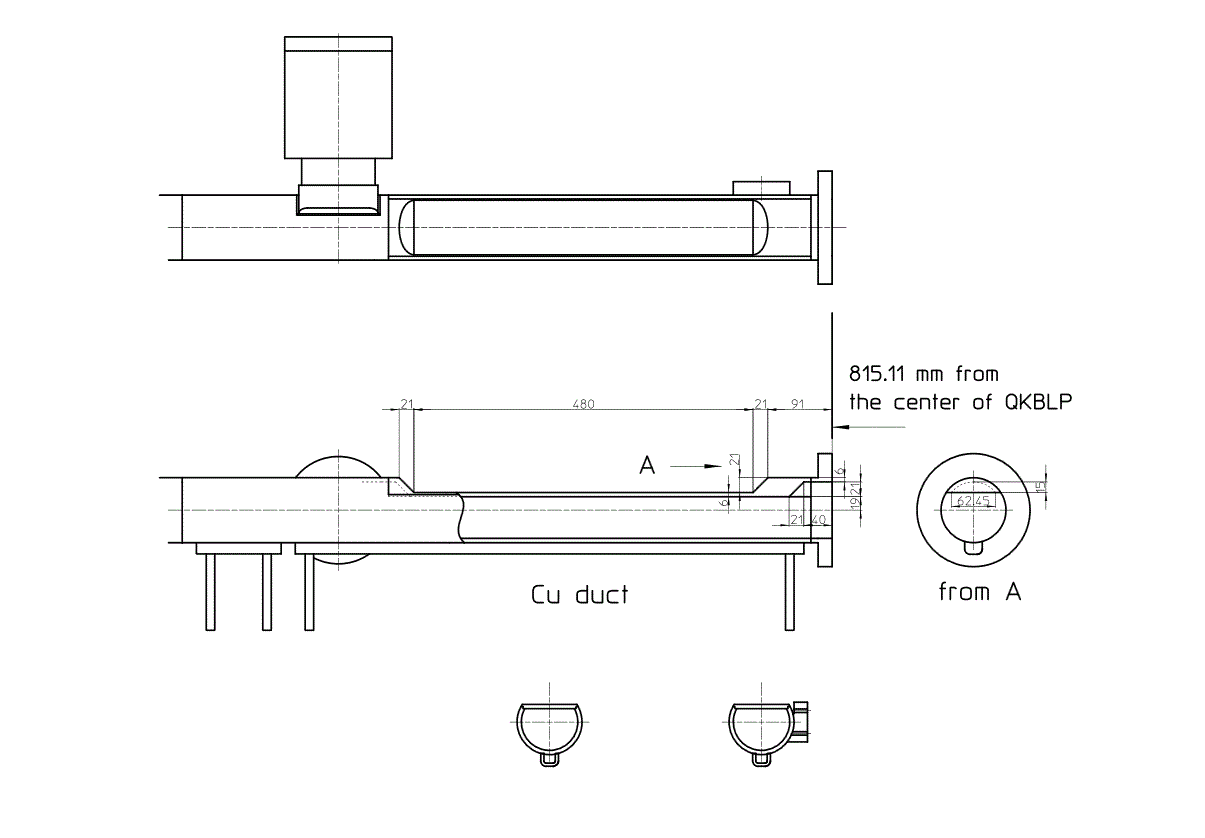 815.11 mm from
the center of QKBLP
21
480
21
91
A
21
6
6
21
19
21
40
62.45
15
Cu duct
from A